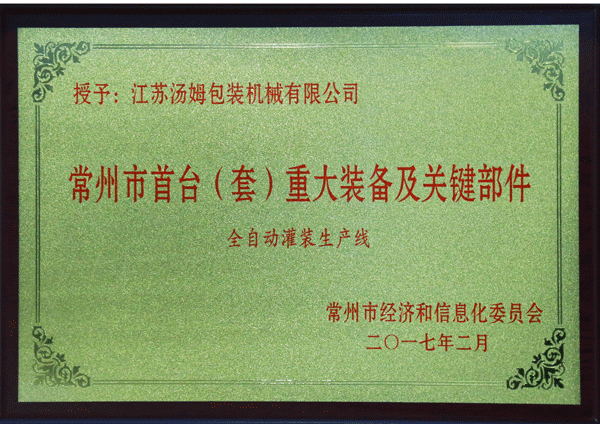 授予：江苏汤姆包装机械有限公司
常州市首台（套）重大装备及关键部件
全自动灌装生产线
常州市经济和信息化委员会
二〇一七年二月